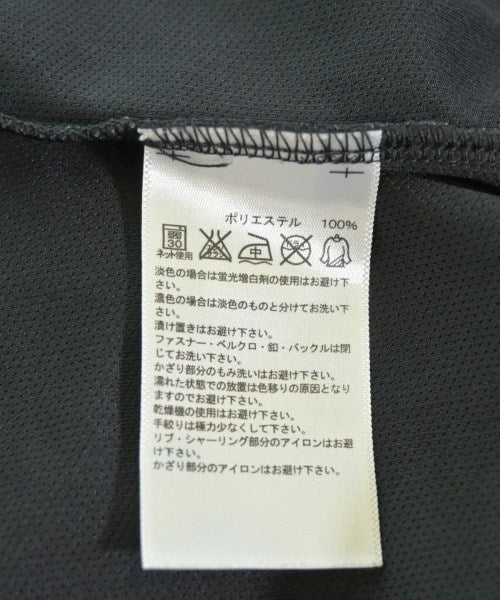 ポリエステル 100%
弱 30 中
ネット使用
淡色の場合は蛍光増白剤の使用はお避け下
さい。
濃色の場合は淡色のものと分けてお洗い下
さい。
漬け置きはお避け下さい。
ファスナー・ベルクロ・釦・バックルは閉
じてお洗い下さい。
かざり部分のもみ洗いはお避け下さい。
濡れた状態での放置は色移りの原因となり
ますのでお避け下さい。
乾燥機の使用はお避け下さい。
手絞りは極力少なくして下さい。
リブ・シャーリング部分のアイロンはお避
け下さい。
かざり部分のアイロンはお避け下さい。